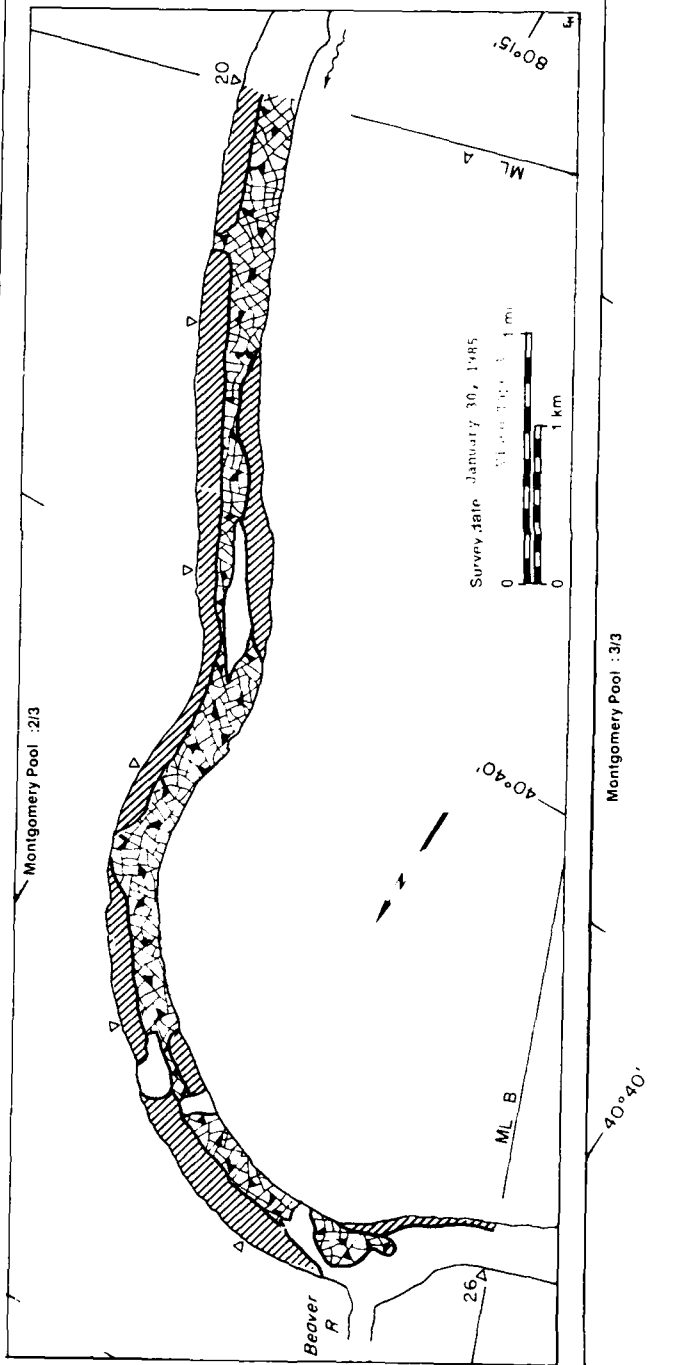 Montgomery Pool :2/3
20
80°15'
ML A
Survey date January 30, 1985
0 1 mi
0 1 km
40°40'
N
ML B
26
Beaver
R
Montgomery Pool : 3/3
40°40'